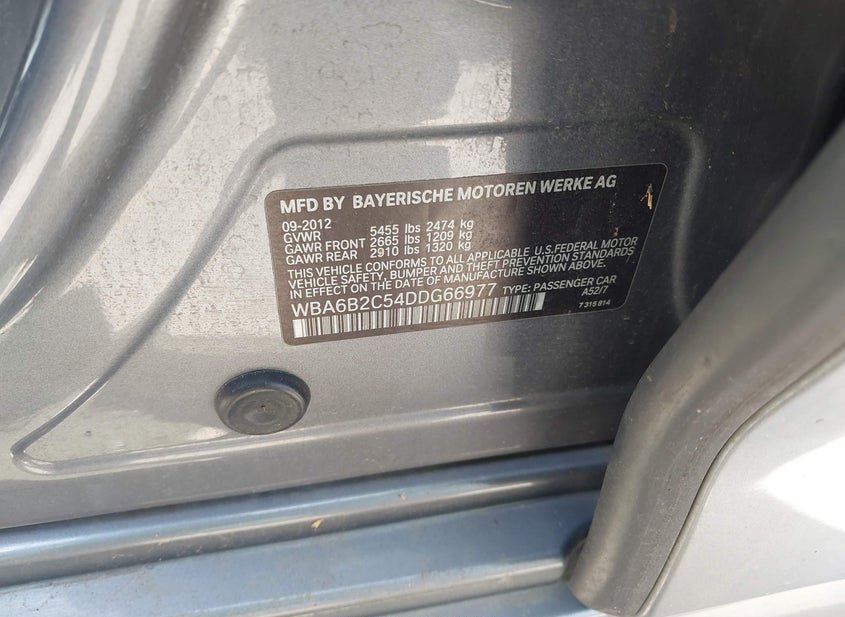 MFD BY BAYERISCHE MOTOREN WERKE AG
09-2012
GVWR 5455 lbs 2474 kg
GAWR FRONT 2665 lbs 1209 kg
GAWR REAR 2910 lbs 1320 kg
THIS VEHICLE CONFORMS TO ALL APPLICABLE U.S.FEDERAL MOTOR
VEHICLE SAFETY, BUMPER AND THEFT PREVENTION STANDARDS
IN EFFECT ON THE DATE OF MANUFACTURE SHOWN ABOVE.
WBA6B2C54DDG66977 TYPE: PASSENGER CAR
A52/7
7 315 814